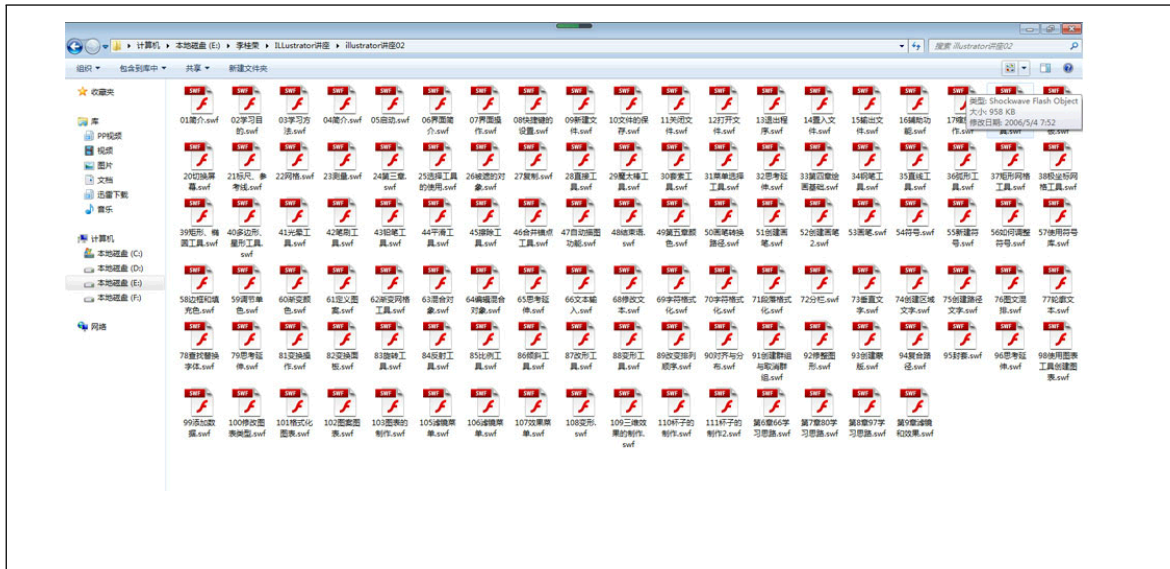 计算机 ▸ 本地磁盘 (E:) ▸ 李桂荣 ▸ ILLustrator讲座 ▸ illustrator讲座02
搜索 illustrator讲座02
组织 包含到库中 共享 新建文件夹
收藏夹
库
PP视频
视频
图片
文档
迅雷下载
音乐
计算机
本地磁盘 (C:)
本地磁盘 (D:)
本地磁盘 (E:)
本地磁盘 (F:)
网络
01简介.swf
02学习目的.swf
03学习方法.swf
04简介.swf
05启动.swf
06界面简介.swf
07界面操作.swf
08快捷键的设置.swf
09新建文件.swf
10文件的保存.swf
11关闭文件.swf
12打开文件.swf
13退出程序.swf
14置入文件.swf
15输出文件.swf
16辅助功能.swf
类型: Shockwave Flash Object
大小: 958 KB
修改日期: 2006/5/4 7:52
20切换屏幕.swf
21标尺、参考线.swf
22网格.swf
23测量.swf
24第三章.swf
25选择工具的使用.swf
26被遮的对象.swf
27复制.swf
28直接工具.swf
29魔太棒工具.swf
30套索工具.swf
31菜单选择工具.swf
32思考延伸.swf
33第四章绘画基础.swf
34钢笔工具.swf
35直线工具.swf
36弧形工具.swf
37矩形网格工具.swf
38极坐标网格工具.swf
39矩形、椭圆工具.swf
40多边形、星形工具.swf
41光晕工具.swf
42笔刷工具.swf
43铅笔工具.swf
44平滑工具.swf
45擦除工具.swf
46合并锚点工具.swf
47自动描图功能.swf
48结束语.swf
49第五章颜色.swf
50画笔转换路径.swf
51创建画笔.swf
52创建画笔2.swf
53画笔.swf
54符号.swf
55新建符号.swf
56如何调整符号.swf
57使用符号库.swf
58边框和填充色.swf
59调节单色.swf
60渐变颜色.swf
61定义图案.swf
62渐变网格工具.swf
63混合对象.swf
64编辑混合对象.swf
65思考延伸.swf
66文本输入.swf
68修改文本.swf
69字符格式化.swf
70字符格式化.swf
71段落格式化.swf
72分栏.swf
73垂直文字.swf
74创建区域文字.swf
75创建路径文字.swf
76图文混排.swf
77轮廓文本.swf
78查找替换字体.swf
79思考延伸.swf
81变换操作.swf
82变换面板.swf
83旋转工具.swf
84反射工具.swf
85比例工具.swf
86倾斜工具.swf
87改形工具.swf
88变形工具.swf
89改变排列顺序.swf
90对齐与分布.swf
91创建群组与取消群组.swf
92修整图形.swf
93创建蒙版.swf
94复合路径.swf
95封套.swf
96思考延伸.swf
98使用图表工具创建图表.swf
99添加数据.swf
100修改图表类型.swf
101格式化图表.swf
102图案图表.swf
103图表的制作.swf
105滤镜菜单.swf
106滤镜菜单.swf
107效果菜单.swf
108变形.swf
109三维效果的制作.swf
110杯子的制作.swf
111杯子的制作2.swf
第6章66学习思路.swf
第7章80学习思路.swf
第8章97学习思路.swf
第9章滤镜和效果.swf